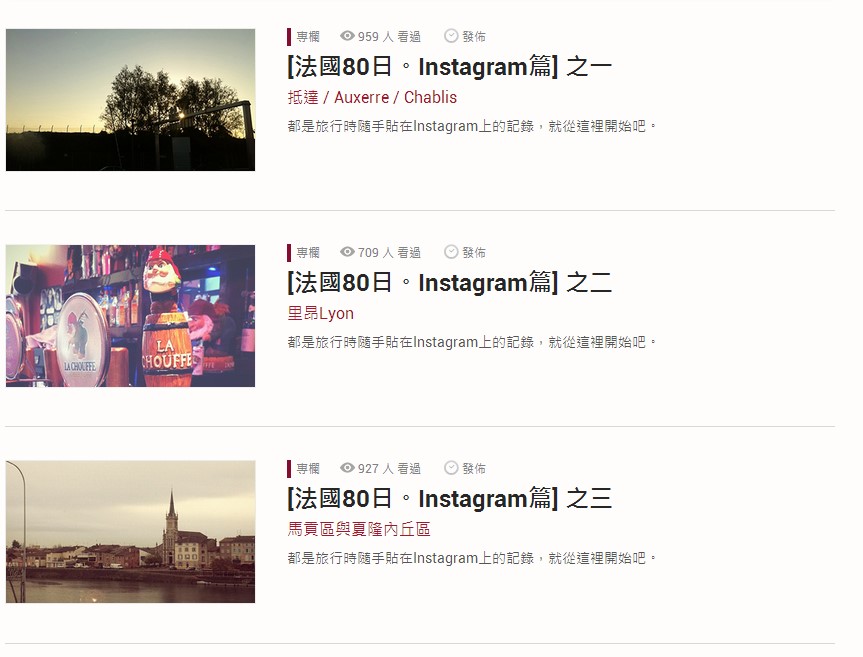 專欄 959 人 看過 發佈
[法國80日。Instagram篇] 之一
抵達 / Auxerre / Chablis
都是旅行時隨手貼在Instagram上的記錄，就從這裡開始吧。
專欄 709 人 看過 發佈
[法國80日。Instagram篇] 之二
里昂Lyon
都是旅行時隨手貼在Instagram上的記錄，就從這裡開始吧。
LA CHOUFFE
LA
CHOUFFE
專欄 927 人 看過 發佈
[法國80日。Instagram篇] 之三
馬貢區與夏隆內丘區
都是旅行時隨手貼在Instagram上的記錄，就從這裡開始吧。